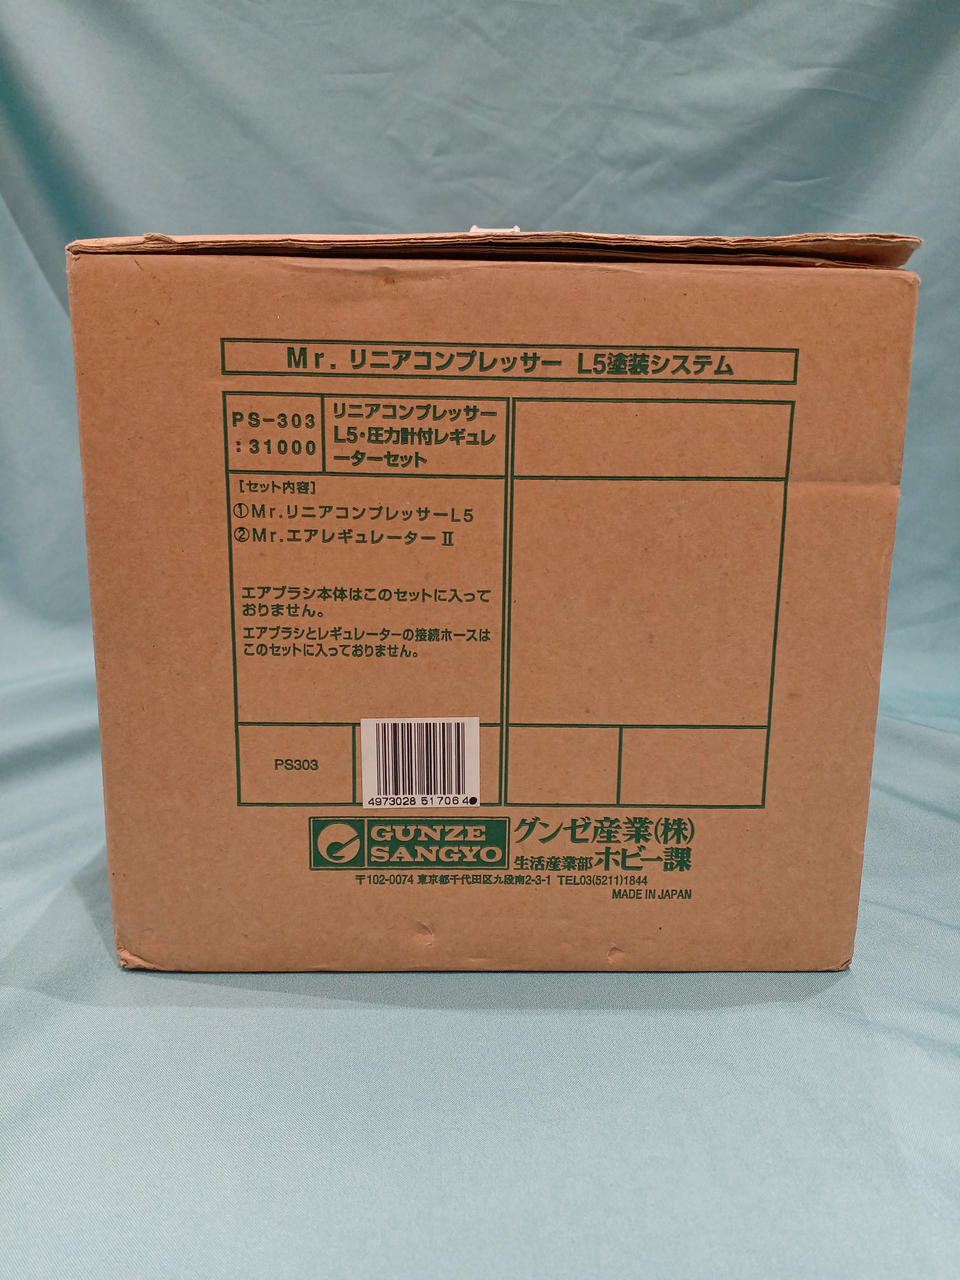 Mr. リニアコンプレッサー L5塗装システム
PS-303
:31000
リニアコンプレッサー
L5・圧力計付レギュレ
ーターセット
［セット内容］
①Mr.リニアコンプレッサーL5
②Mr.エアレギュレーターⅡ
エアブラシ本体はこのセットに入って
おりません。
エアブラシとレギュレーターの接続ホースは
このセットに入っておりません。
PS303
4973028 517064●
GUNZE
SANGYO
グンゼ産業(株)
生活産業部 ホビー課
〒102-0074 東京都千代田区九段南2-3-1 TEL03(5211)1844
MADE IN JAPAN